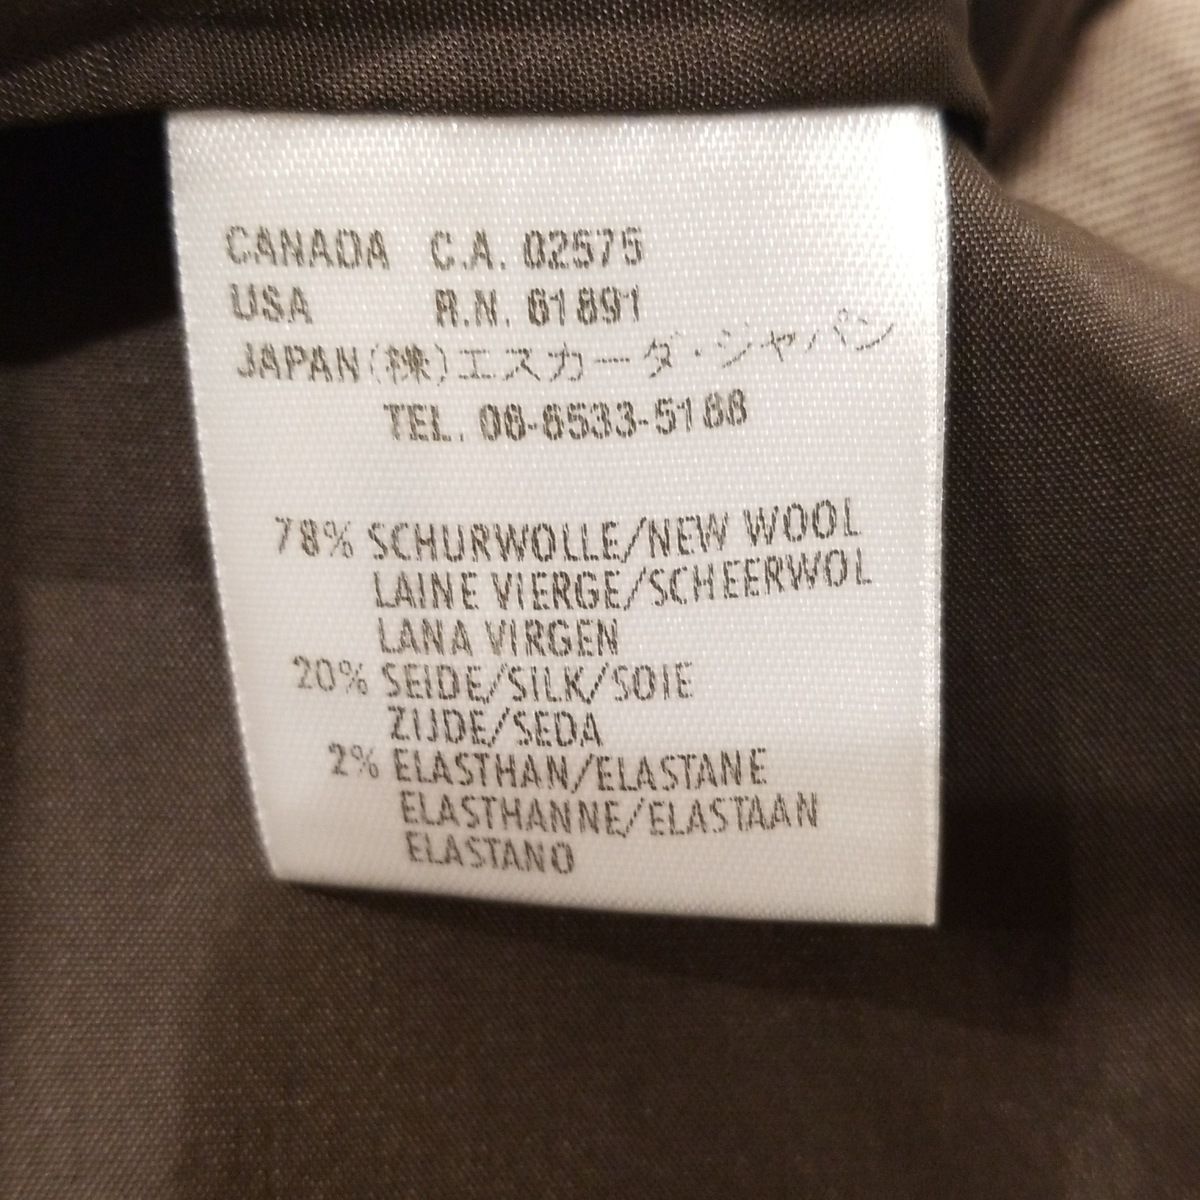 CANADA C.A. 02575
USA R.N. 61891
JAPAN (株)エスカーダ・ジャパン
TEL. 06-6533-5188
78% SCHURWOLLE/NEW WOOL
LAINE VIERGE/SCHEERWOL
LANA VIRGEN
20% SEIDE/SILK/SOIE
ZIJDE/SEDA
2% ELASTHAN/ELASTANE
ELASTHANNE/ELASTAAN
ELASTANO